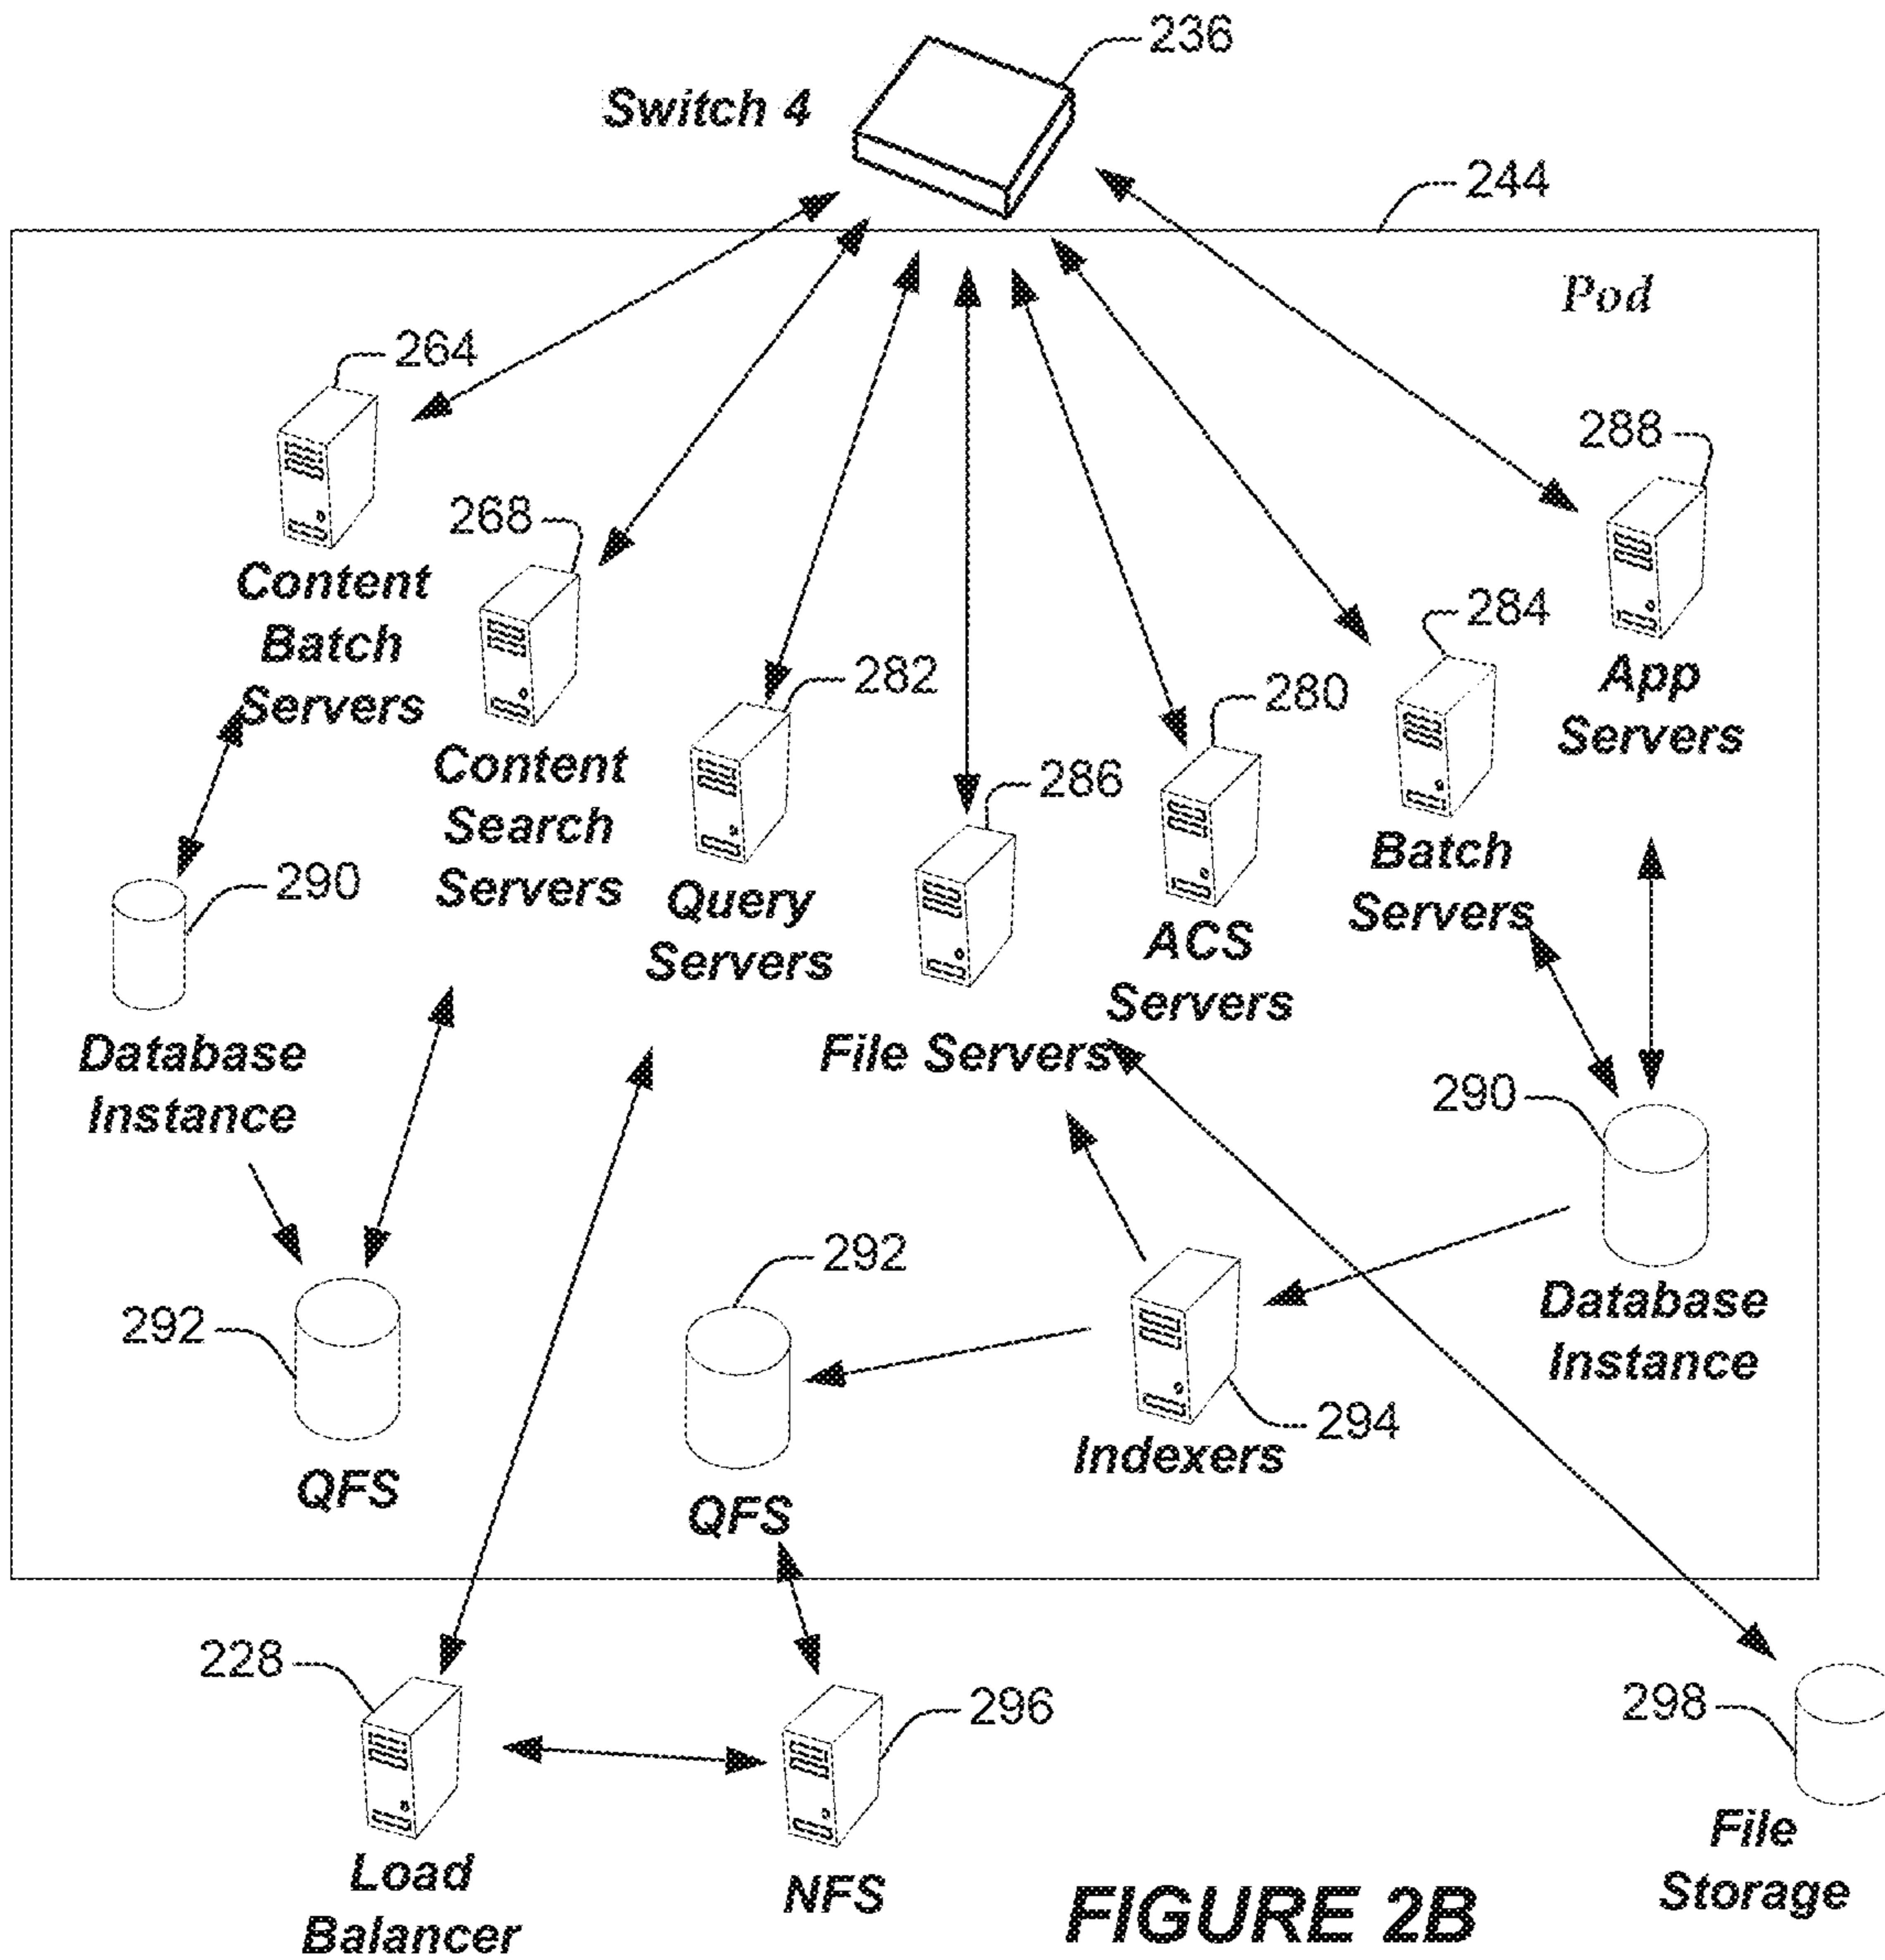 236
Switch 4
244
Pod
264
Content
Batch
Servers
268
Content
Search
Servers
282
Query
Servers
286
File Servers
280
ACS
Servers
284
Batch
Servers
288
App
Servers
290
Database
Instance
290
Database
Instance
292
QFS
292
QFS
294
Indexers
228
Load
Balancer
296
NFS
298
File
Storage
FIGURE 2B